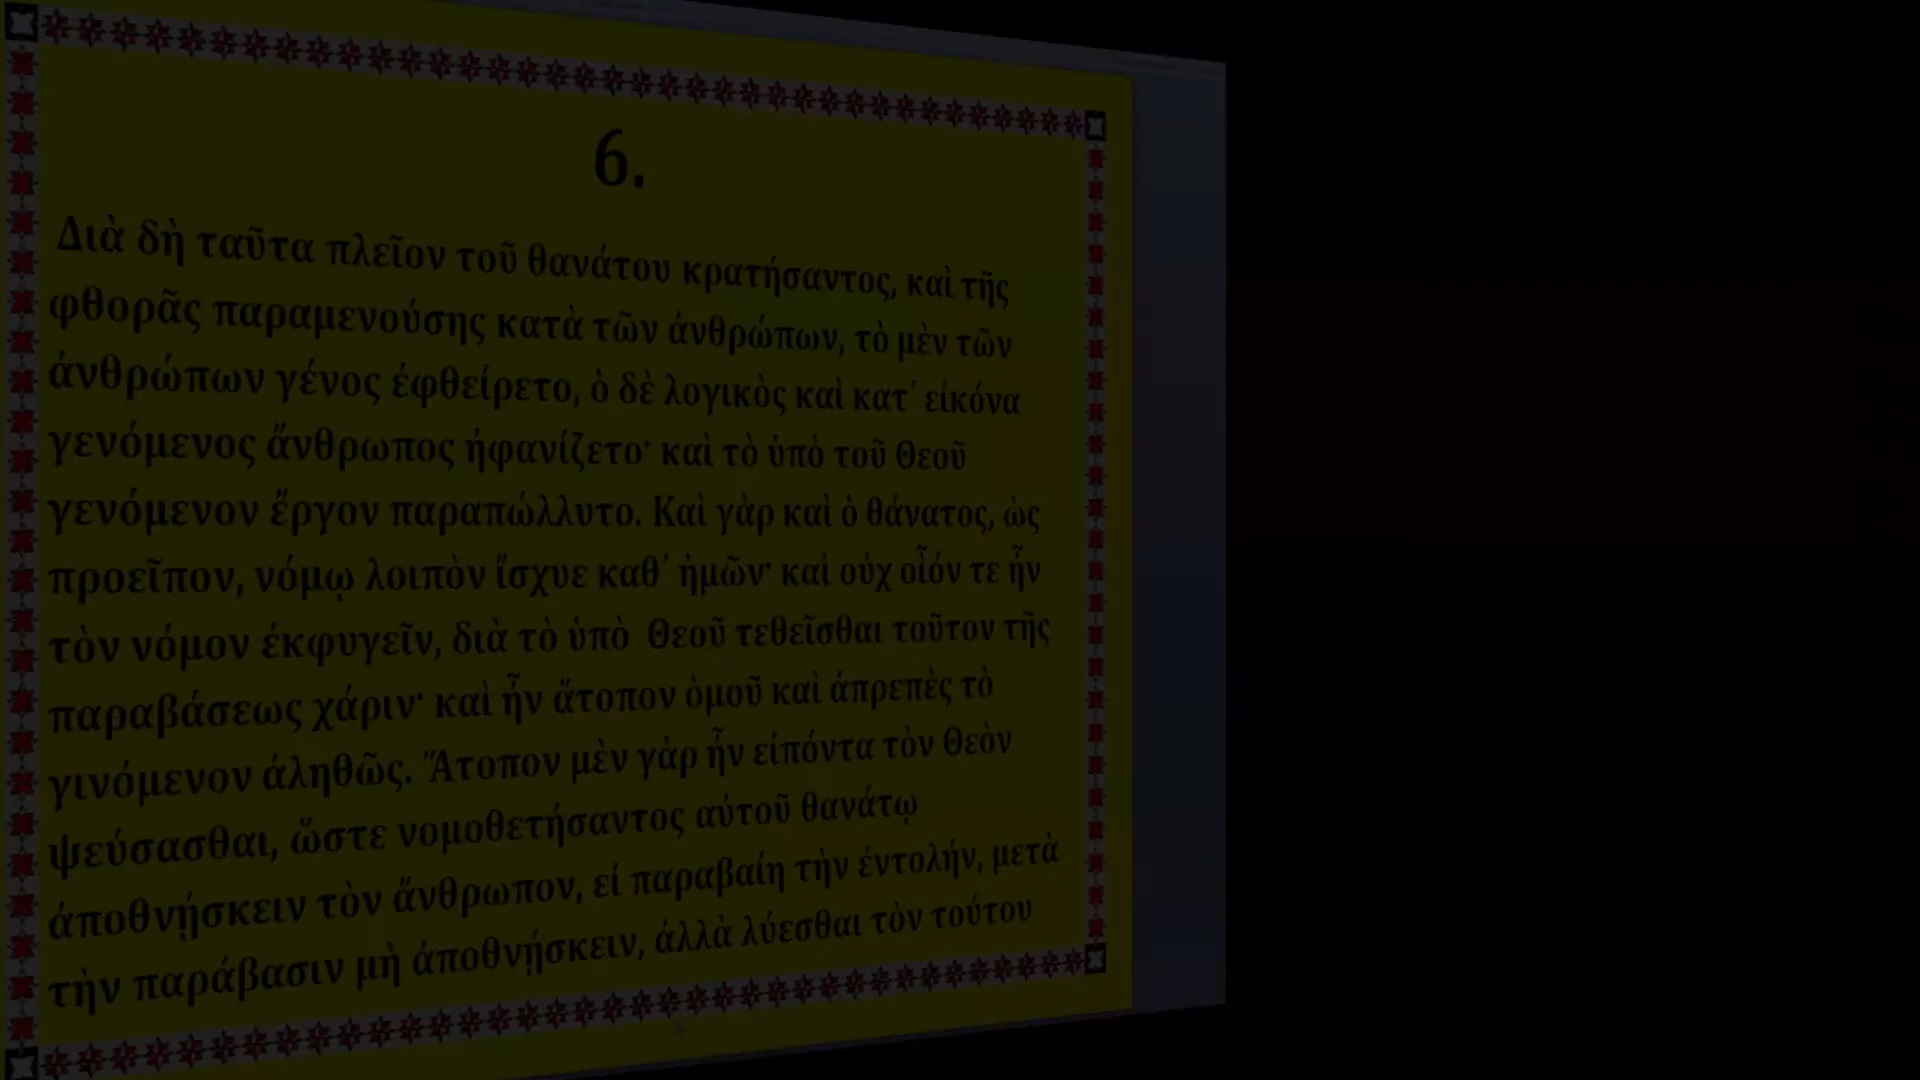 6.
Διὰ δὴ ταῦτα πλεῖον τοῦ θανάτου κρατήσαντος, καὶ τῆς
φθορᾶς παραμενούσης κατὰ τῶν ἀνθρώπων, τὸ μὲν τῶν
ἀνθρώπων γένος ἐφθείρετο, ὁ δὲ λογικὸς καὶ κατ᾽ εἰκόνα
γενόμενος ἄνθρωπος ἠφανίζετο· καὶ τὸ ὑπὸ τοῦ Θεοῦ
γενόμενον ἔργον παραπώλλυτο. Καὶ γὰρ καὶ ὁ θάνατος, ὡς
προεῖπον, νόμῳ λοιπὸν ἴσχυε καθ᾽ ἡμῶν· καὶ οὐχ οἷόν τε ἦν
τὸν νόμον ἐκφυγεῖν, διὰ τὸ ὑπὸ Θεοῦ τεθεῖσθαι τοῦτον τῆς
παραβάσεως χάριν· καὶ ἦν ἄτοπον ὁμοῦ καὶ ἀπρεπὲς τὸ
γινόμενον ἀληθῶς. Ἄτοπον μὲν γὰρ ἦν εἰπόντα τὸν Θεὸν
ψεύσασθαι, ὥστε νομοθετήσαντος αὐτοῦ θανάτῳ
ἀποθνῄσκειν τὸν ἄνθρωπον, εἰ παραβαίη τὴν ἐντολήν, μετὰ
τὴν παράβασιν μὴ ἀποθνῄσκειν, ἀλλὰ λύεσθαι τὸν τούτου